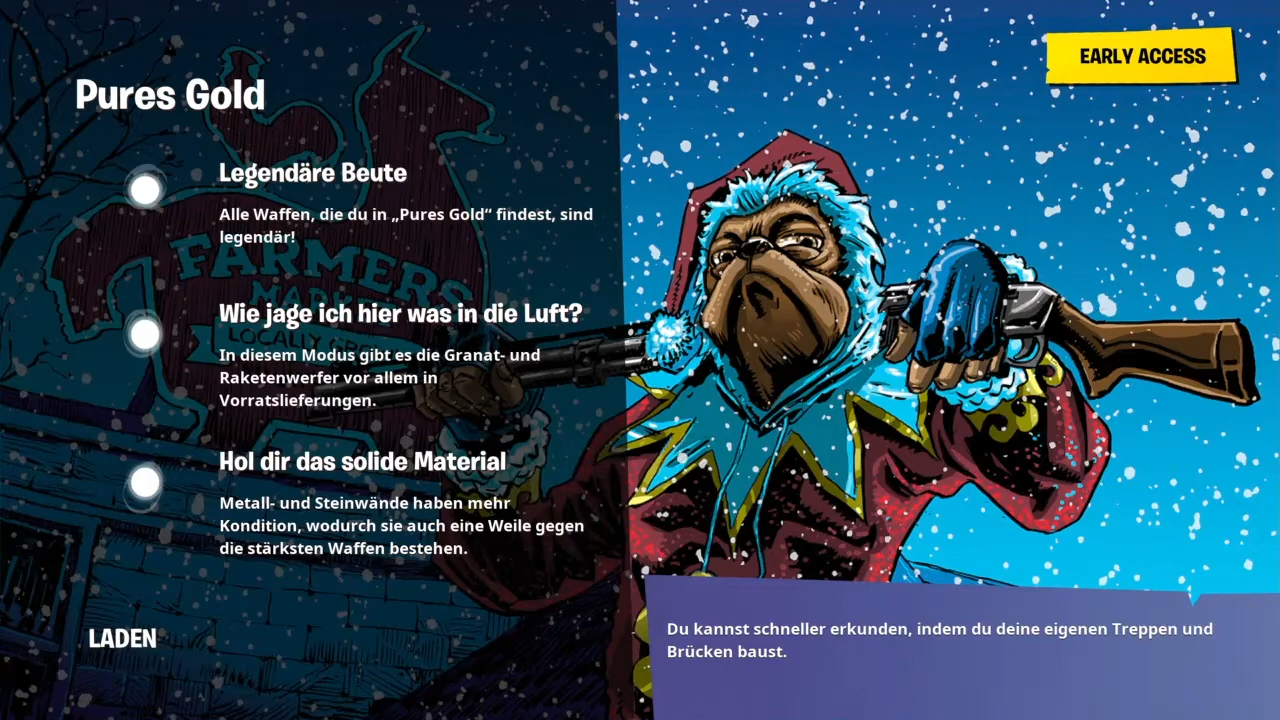 EARLY ACCESS
Pures Gold
Legendäre Beute
Alle Waffen, die du in „Pures Gold“ findest, sind
legendär!
FARMERS
LOCALLY
Wie jage ich hier was in die Luft?
In diesem Modus gibt es die Granat- und
Raketenwerfer vor allem in
Vorratslieferungen.
Hol dir das solide Material
Metall- und Steinwände haben mehr
Kondition, wodurch sie auch eine Weile gegen
die stärksten Waffen bestehen.
LADEN
Du kannst schneller erkunden, indem du deine eigenen Treppen und
Brücken baust.